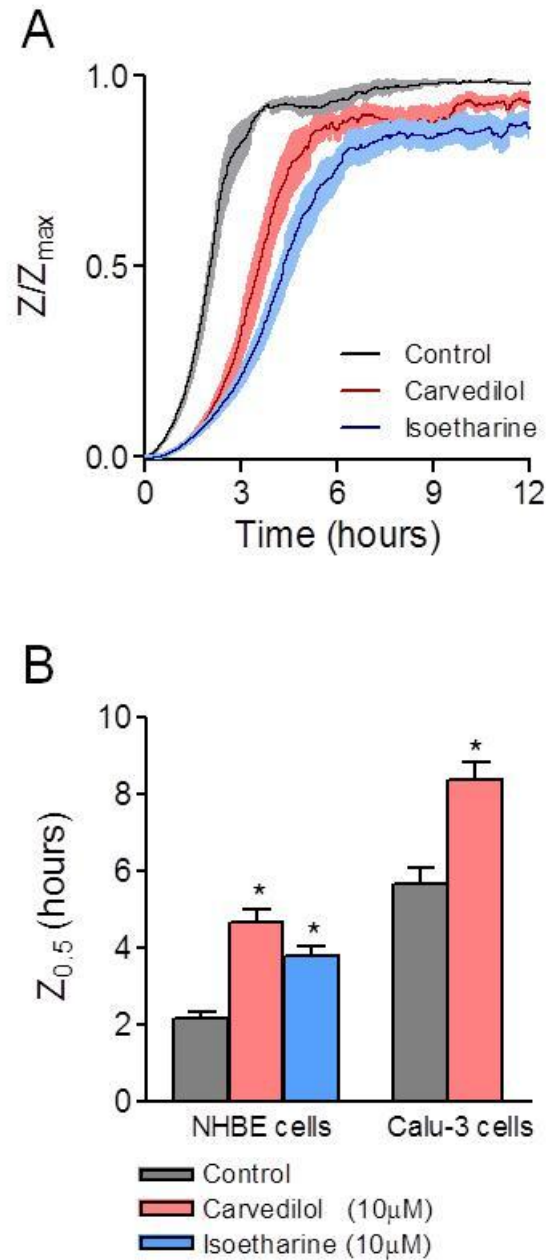 A
Z/Zmax
1.0
0.5
0.0
Control
Carvedilol
Isoetharine
0 3 6 9 12
Time (hours)
B
Z0.5 (hours)
10
8
6
4
2
0
* * *
NHBE cells Calu-3 cells
Control
Carvedilol (10μM)
Isoetharine (10μM)